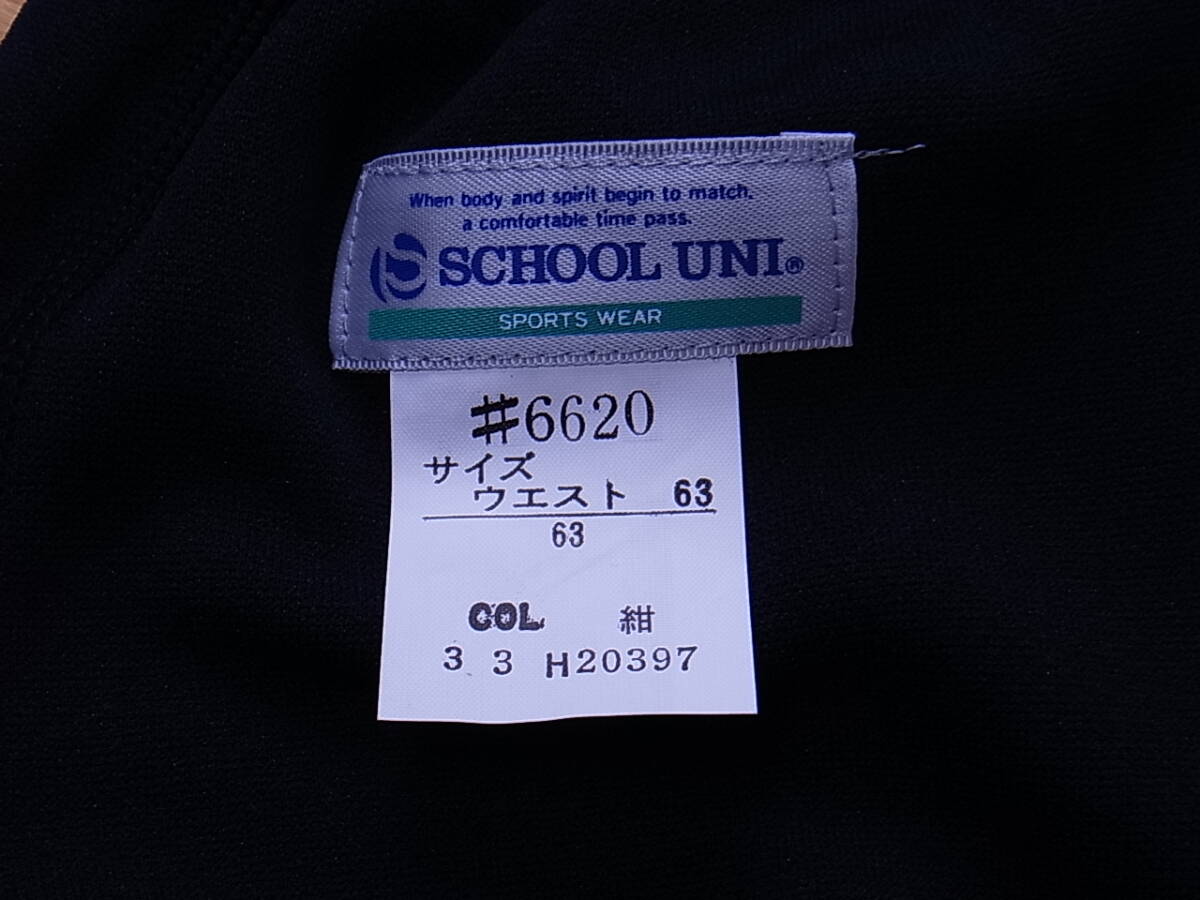 When body and spirit begin to match.
a comfortable time pass.
S SCHOOL UNI®
SPORTS WEAR
#6620
サイズ
ウエスト 63
63
COL 紺
3 3 H20397